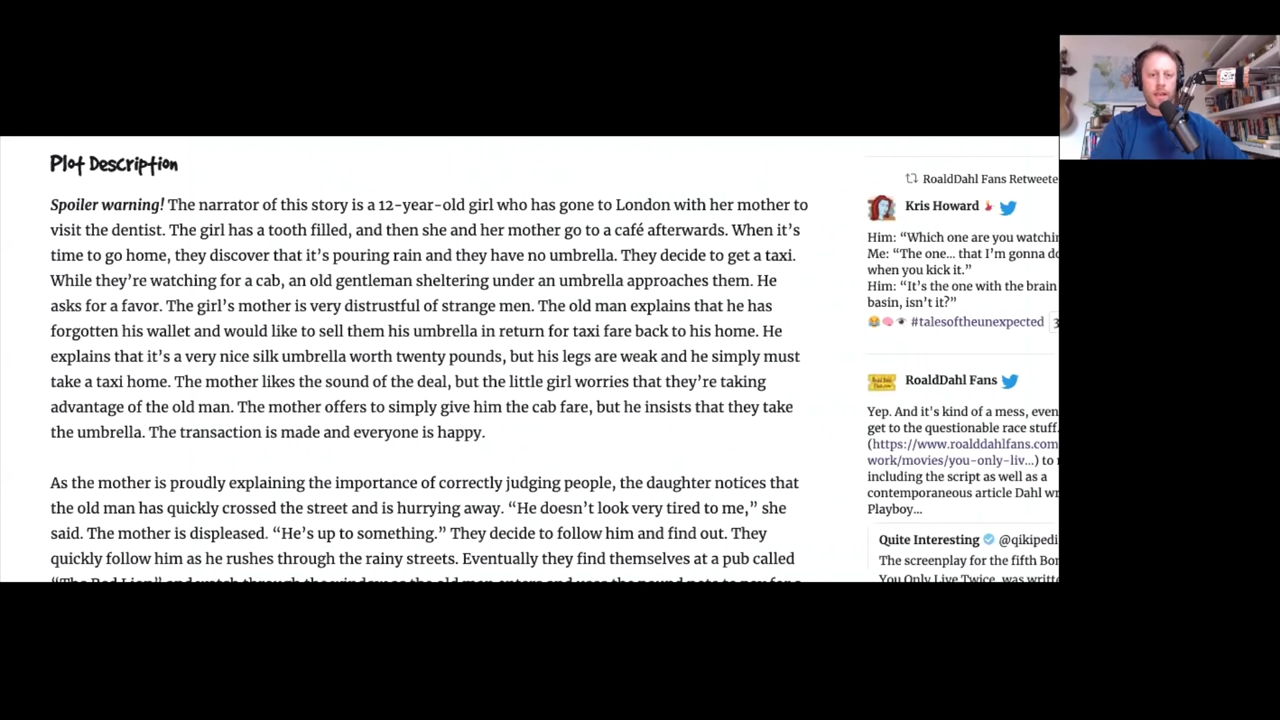 Plot Description
Spoiler warning! The narrator of this story is a 12-year-old girl who has gone to London with her mother to
visit the dentist. The girl has a tooth filled, and then she and her mother go to a café afterwards. When it's
time to go home, they discover that it's pouring rain and they have no umbrella. They decide to get a taxi.
While they're watching for a cab, an old gentleman sheltering under an umbrella approaches them. He
asks for a favor. The girl's mother is very distrustful of strange men. The old man explains that he has
forgotten his wallet and would like to sell them his umbrella in return for taxi fare back to his home. He
explains that it's a very nice silk umbrella worth twenty pounds, but his legs are weak and he simply must
take a taxi home. The mother likes the sound of the deal, but the little girl worries that they're taking
advantage of the old man. The mother offers to simply give him the cab fare, but he insists that they take
the umbrella. The transaction is made and everyone is happy.
As the mother is proudly explaining the importance of correctly judging people, the daughter notices that
the old man has quickly crossed the street and is hurrying away. “He doesn't look very tired to me,” she
said. The mother is displeased. “He's up to something.” They decide to follow him and find out. They
quickly follow him as he rushes through the rainy streets. Eventually they find themselves at a pub called
RoaldDahl Fans Retweete
Kris Howard
Him: “Which one are you watchin
Me: “The one... that I'm gonna do
when you kick it.”
Him: “It's the one with the brain
basin, isn't it?”
#talesoftheunexpected
RoaldDahl Fans
Yep. And it's kind of a mess, even
get to the questionable race stuff.
(https://www.roalddahlfans.com
work/movies/you-only-liv...) to
including the script as well as a
contemporaneous article Dahl wr
Playboy...
Quite Interesting @qikipedi
The screenplay for the fifth Bon
You Only Live Twice, was writte